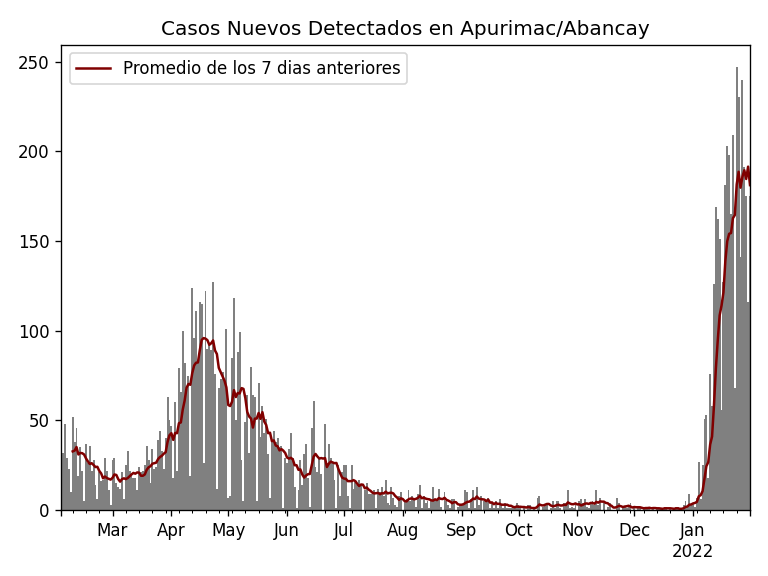 Casos Nuevos Detectados en Apurimac/Abancay
Promedio de los 7 dias anteriores
250
200
150
100
50
0
Mar Apr May Jun Jul Aug Sep Oct Nov Dec Jan
2022